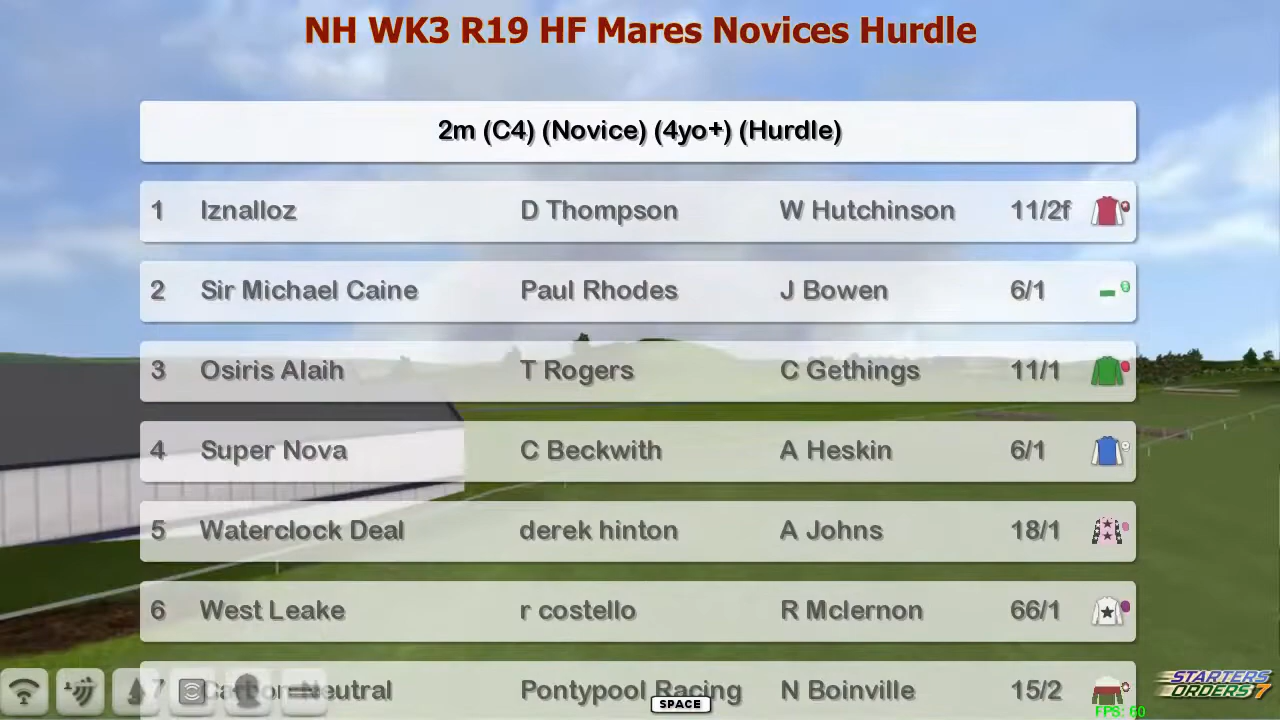 NH WK3 R19 HF Mares Novices Hurdle
2m (C4) (Novice) (4yo+) (Hurdle)
1 Iznalloz D Thompson W Hutchinson 11/2f
2 Sir Michael Caine Paul Rhodes J Bowen 6/1
3 Osiris Alaih T Rogers C Gethings 11/1
4 Super Nova C Beckwith A Heskin 6/1
5 Waterclock Deal derek hinton A Johns 18/1
6 West Leake r costello R Mclernon 66/1
7 Carbon Neutral Pontypool Racing N Boinville 15/2
SPACE
STARTERS ORDERS 7
FPS: 60